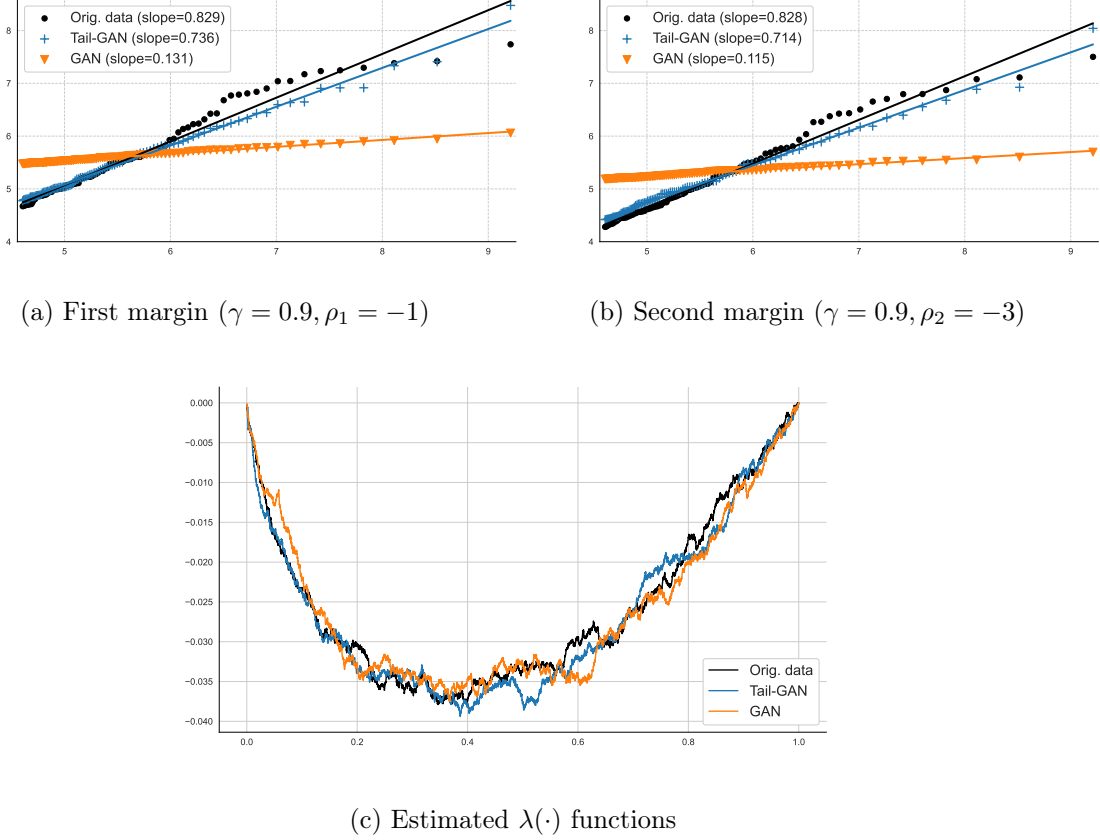 Orig. data (slope=0.829)
Tail-GAN (slope=0.736)
GAN (slope=0.131)
8
7
6
5
4
5 6 7 8 9
Orig. data (slope=0.828)
Tail-GAN (slope=0.714)
GAN (slope=0.115)
8
7
6
5
4
5 6 7 8 9
(a) First margin (γ = 0.9, ρ₁ = −1)
(b) Second margin (γ = 0.9, ρ₂ = −3)
0.000
−0.005
−0.010
−0.015
−0.020
−0.025
−0.030
−0.035
−0.040
0.0 0.2 0.4 0.6 0.8 1.0
Orig. data
Tail-GAN
GAN
(c) Estimated λ(·) functions